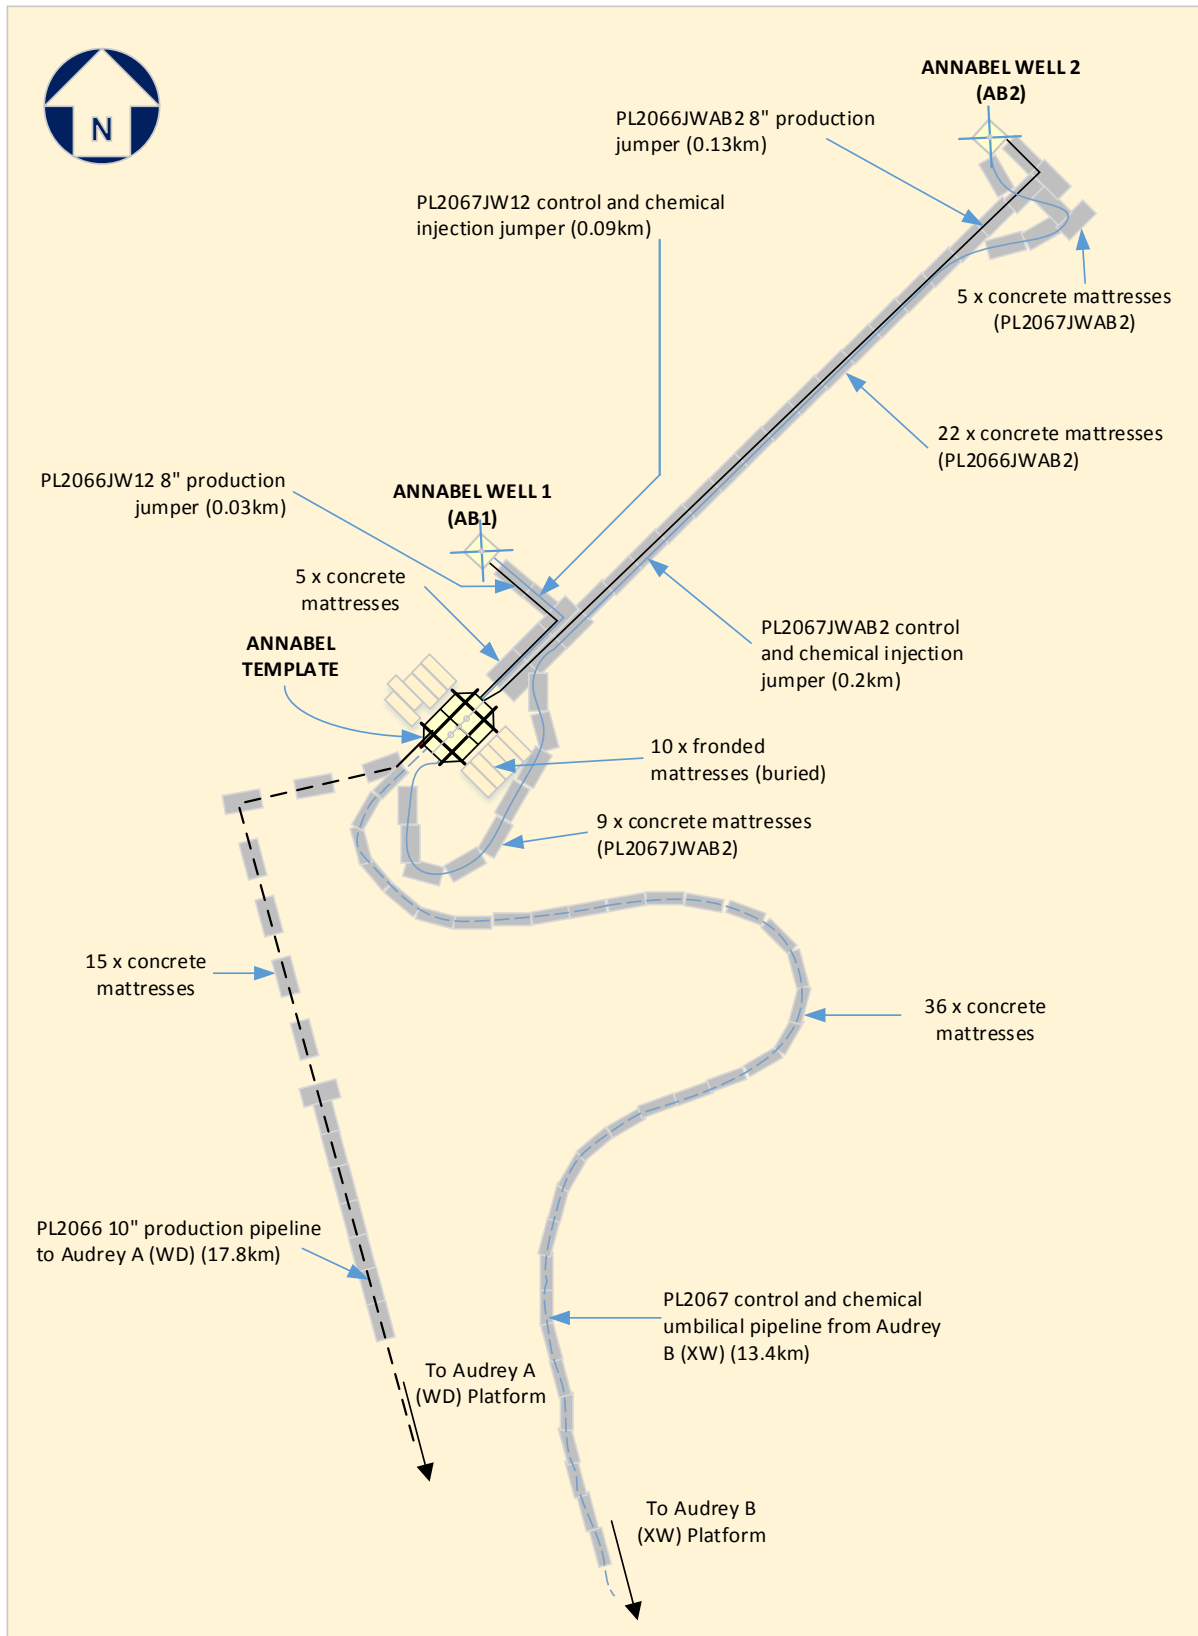 N
ANNABEL WELL 2
(AB2)
PL2066JWAB2 8" production
jumper (0.13km)
PL2067JW12 control and chemical
injection jumper (0.09km)
5 x concrete mattresses
(PL2067JWAB2)
22 x concrete mattresses
(PL2066JWAB2)
PL2066JW12 8" production
jumper (0.03km)
ANNABEL WELL 1
(AB1)
5 x concrete
mattresses
ANNABEL
TEMPLATE
PL2067JWAB2 control
and chemical injection
jumper (0.2km)
10 x fronded
mattresses (buried)
9 x concrete mattresses
(PL2067JWAB2)
15 x concrete
mattresses
36 x concrete
mattresses
PL2066 10" production pipeline
to Audrey A (WD) (17.8km)
PL2067 control and chemical
umbilical pipeline from Audrey
B (XW) (13.4km)
To Audrey A
(WD) Platform
To Audrey B
(XW) Platform